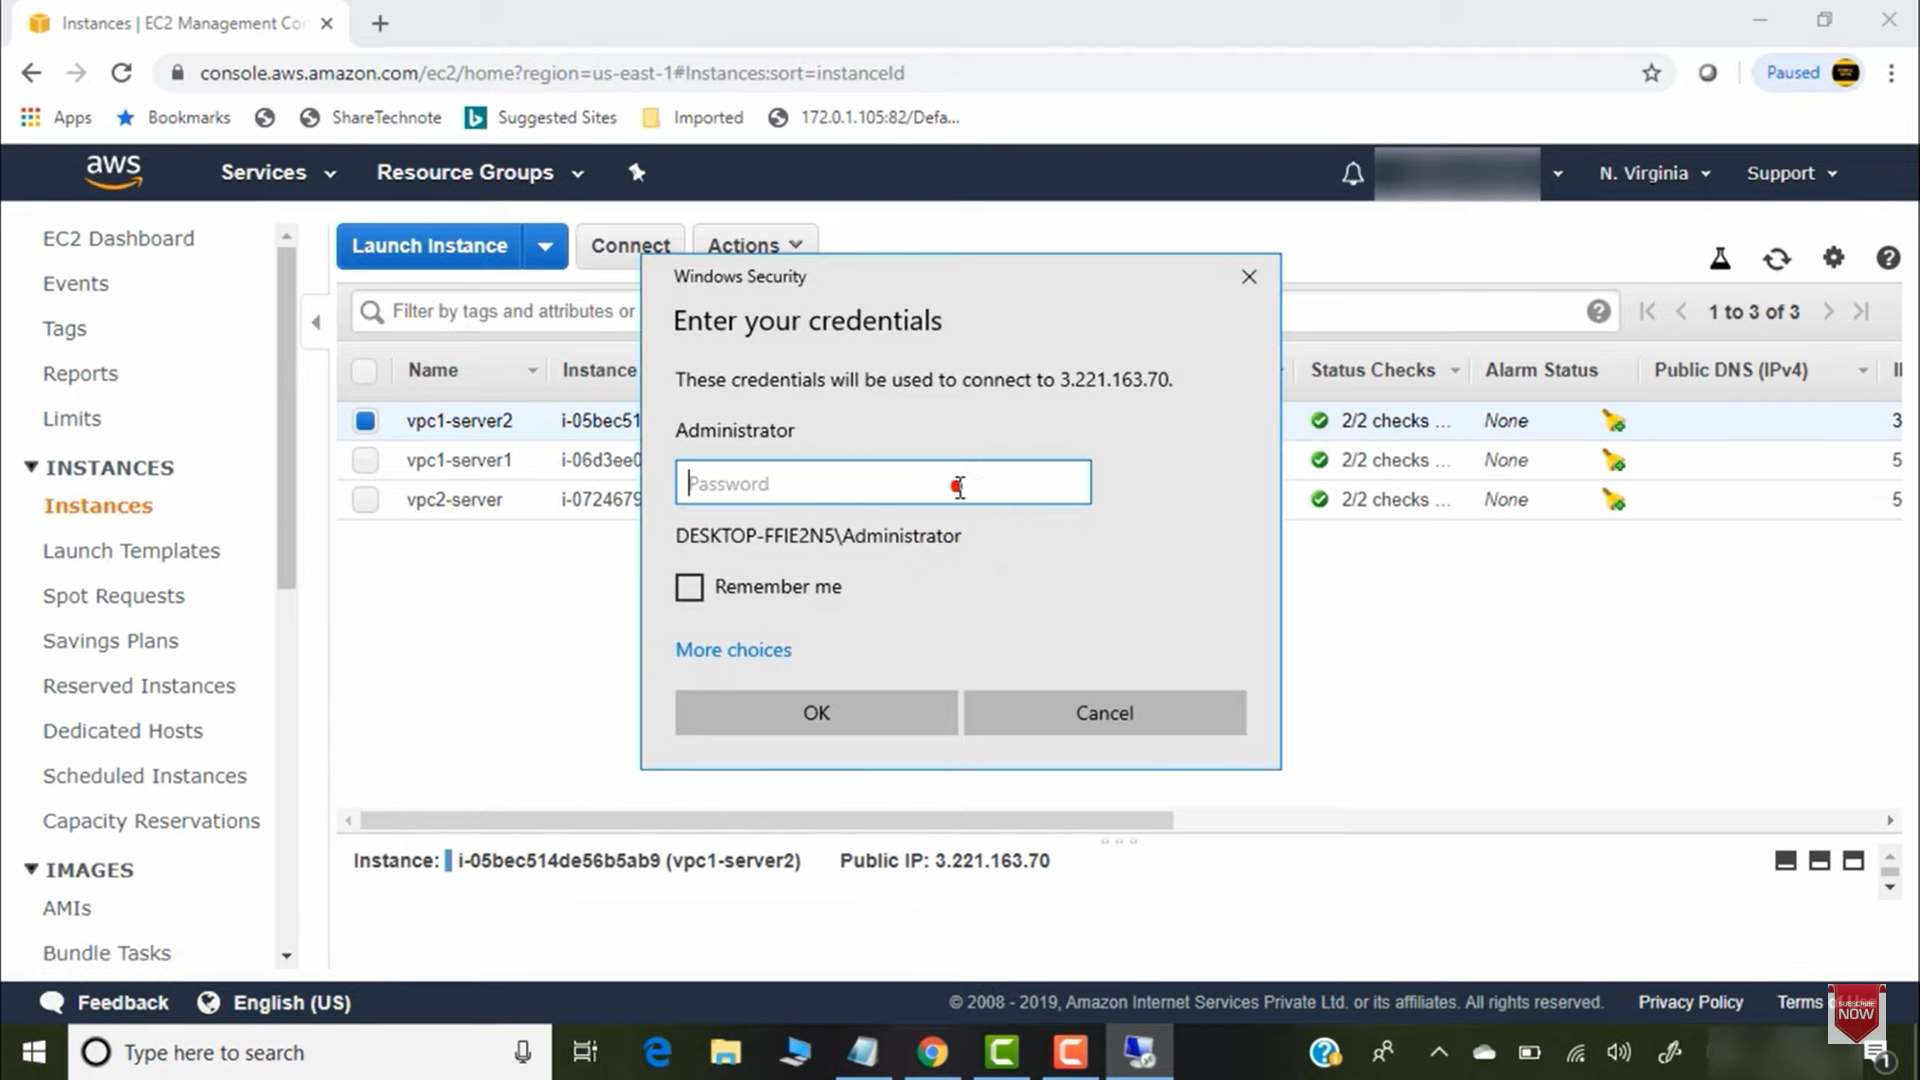 Instances | EC2 Management Co
console.aws.amazon.com/ec2/home?region=us-east-1#Instances:sort=instanceId
Paused
Apps
Bookmarks
ShareTechnote
Suggested Sites
Imported
172.0.1.105:82/Defa...
aws
Services
Resource Groups
N. Virginia
Support
EC2 Dashboard
Events
Tags
Reports
Limits
INSTANCES
Instances
Launch Templates
Spot Requests
Savings Plans
Reserved Instances
Dedicated Hosts
Scheduled Instances
Capacity Reservations
IMAGES
AMIs
Bundle Tasks
Launch Instance
Connect
Actions
Filter by tags and attributes or
1 to 3 of 3
Name Instance Status Checks Alarm Status Public DNS (IPv4)
vpc1-server2 i-05bec51 2/2 checks ... None 3
vpc1-server1 i-06d3ee0 2/2 checks ... None 5
vpc2-server i-0724679 2/2 checks ... None 5
Windows Security
Enter your credentials
These credentials will be used to connect to 3.221.163.70.
Administrator
Password
DESKTOP-FFIE2N5\Administrator
Remember me
More choices
OK
Cancel
Instance: i-05bec514de56b5ab9 (vpc1-server2) Public IP: 3.221.163.70
Feedback
English (US)
© 2008 - 2019, Amazon Internet Services Private Ltd. or its affiliates. All rights reserved.
Privacy Policy
Terms
SUBSCRIBE
NOW
Type here to search
1